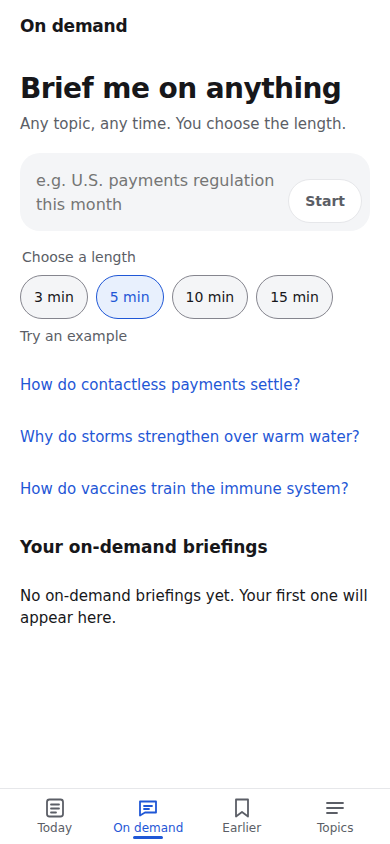 On demand
Brief me on anything
Any topic, any time. You choose the length.
e.g. U.S. payments regulation
this month
Start
Choose a length
3 min
5 min
10 min
15 min
Try an example
How do contactless payments settle?
Why do storms strengthen over warm water?
How do vaccines train the immune system?
Your on-demand briefings
No on-demand briefings yet. Your first one will
appear here.
Today
On demand
Earlier
Topics